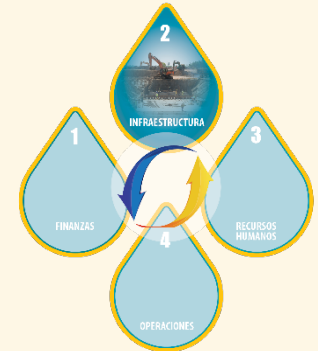 2
INFRAESTRUCTURA
1
FINANZAS
3
RECURSOS
HUMANOS
4
OPERACIONES